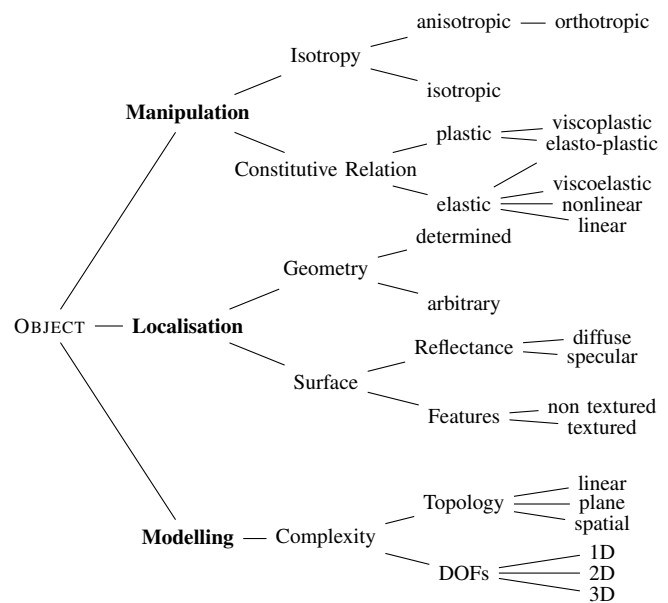 anisotropic orthotropic
Isotropy
isotropic
Manipulation
viscoplastic
plastic
elasto-plastic
Constitutive Relation
viscoelastic
elastic nonlinear
linear
determined
Geometry
arbitrary
OBJECT Localisation
diffuse
Reflectance
specular
Surface
non textured
Features
textured
linear
Topology plane
spatial
Modelling Complexity
1D
DOFs 2D
3D